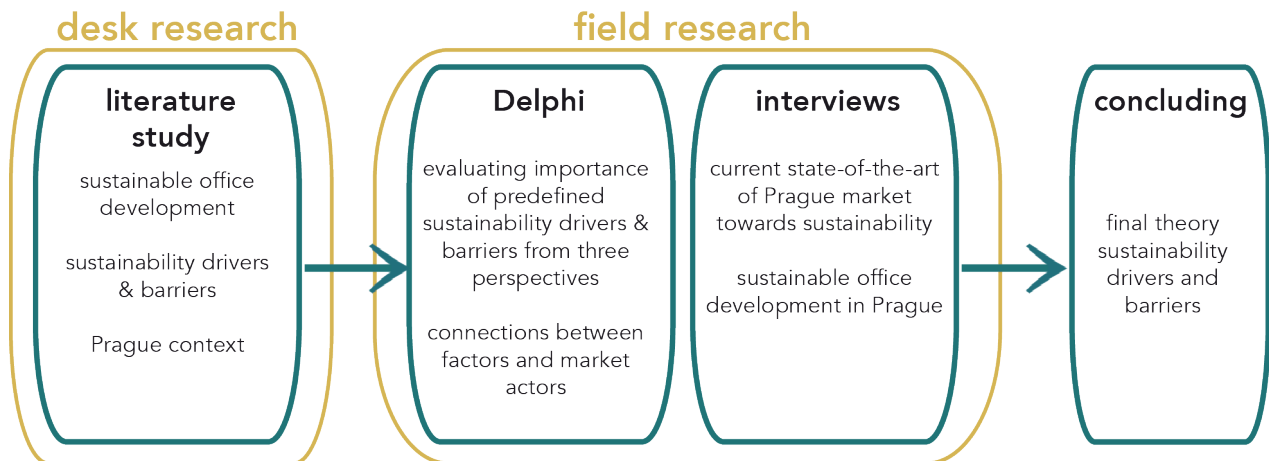 desk research
literature
study
sustainable office
development
sustainability drivers
& barriers
Prague context
field research
Delphi
evaluating importance
of predefined
sustainability drivers &
barriers from three
perspectives
connections between
factors and market
actors
interviews
current state-of-the-art
of Prague market
towards sustainability
sustainable office
development in Prague
concluding
final theory
sustainability
drivers and
barriers